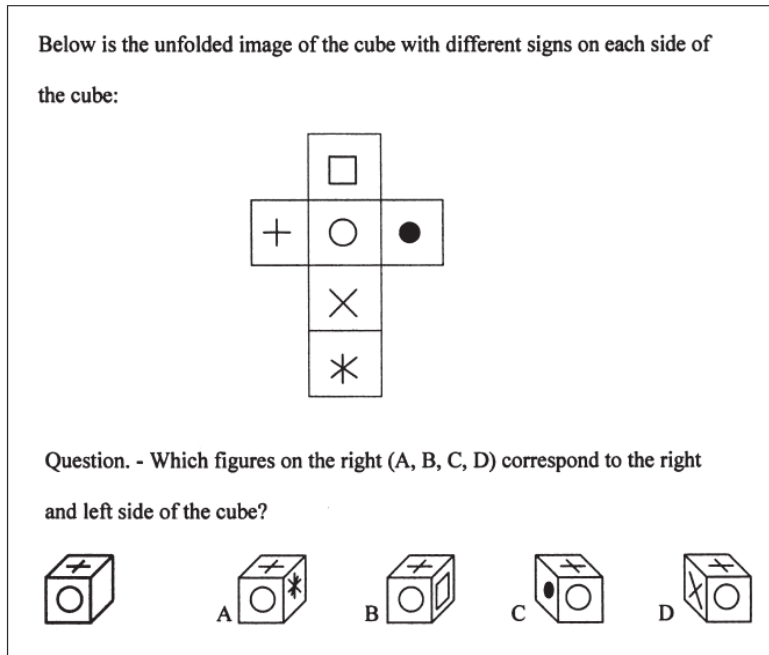 Below is the unfolded image of the cube with different signs on each side of
the cube:
Question. - Which figures on the right (A, B, C, D) correspond to the right
and left side of the cube?
A B C D